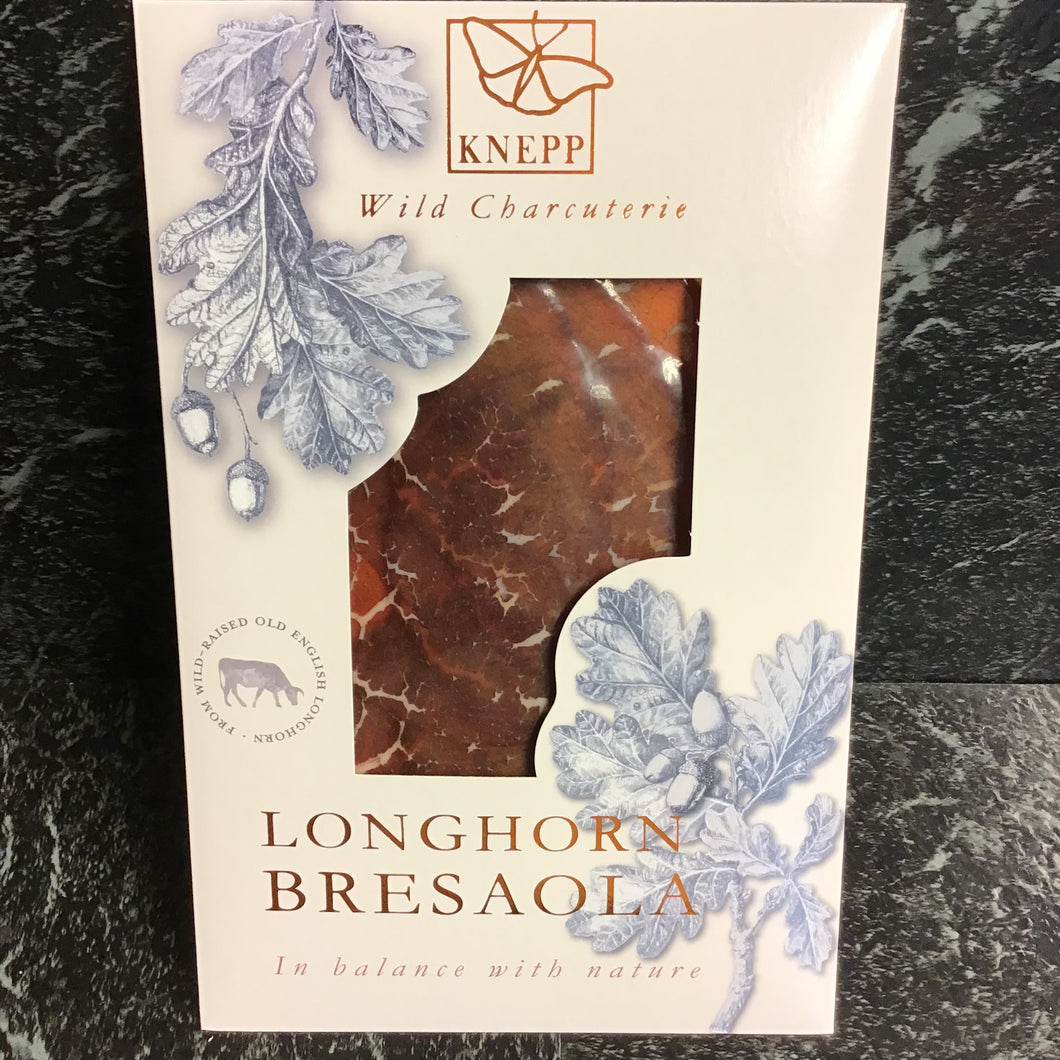 KNEPP
Wild Charcuterie
FROM WILD-RAISED OLD ENGLISH LONGHORN •
LONGHORN
BRESAOLA
In balance with nature